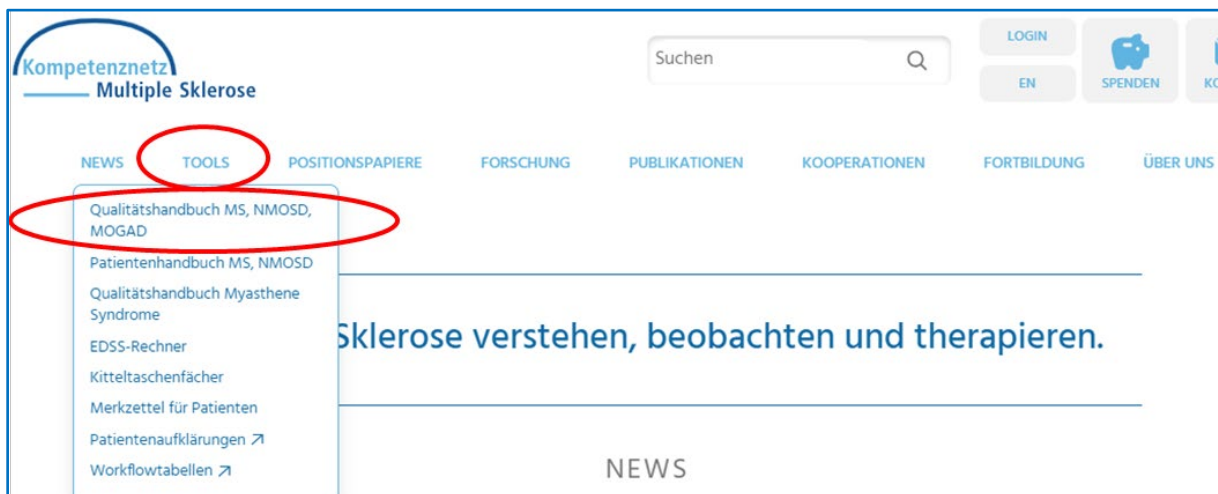 Kompetenznetz
Multiple Sklerose
Suchen
LOGIN
EN
SPENDEN
NEWS
TOOLS
POSITIONSPAPIERE
FORSCHUNG
PUBLIKATIONEN
KOOPERATIONEN
FORTBILDUNG
ÜBER UNS
Qualitätshandbuch MS, NMOSD,
MOGAD
Patientenhandbuch MS, NMOSD
Qualitätshandbuch Myasthene
Syndrome
EDSS-Rechner
Kitteltaschenfächer
Merkzettel für Patienten
Patientenaufklärungen
Workflowtabellen
Sklerose verstehen, beobachten und therapieren.
NEWS